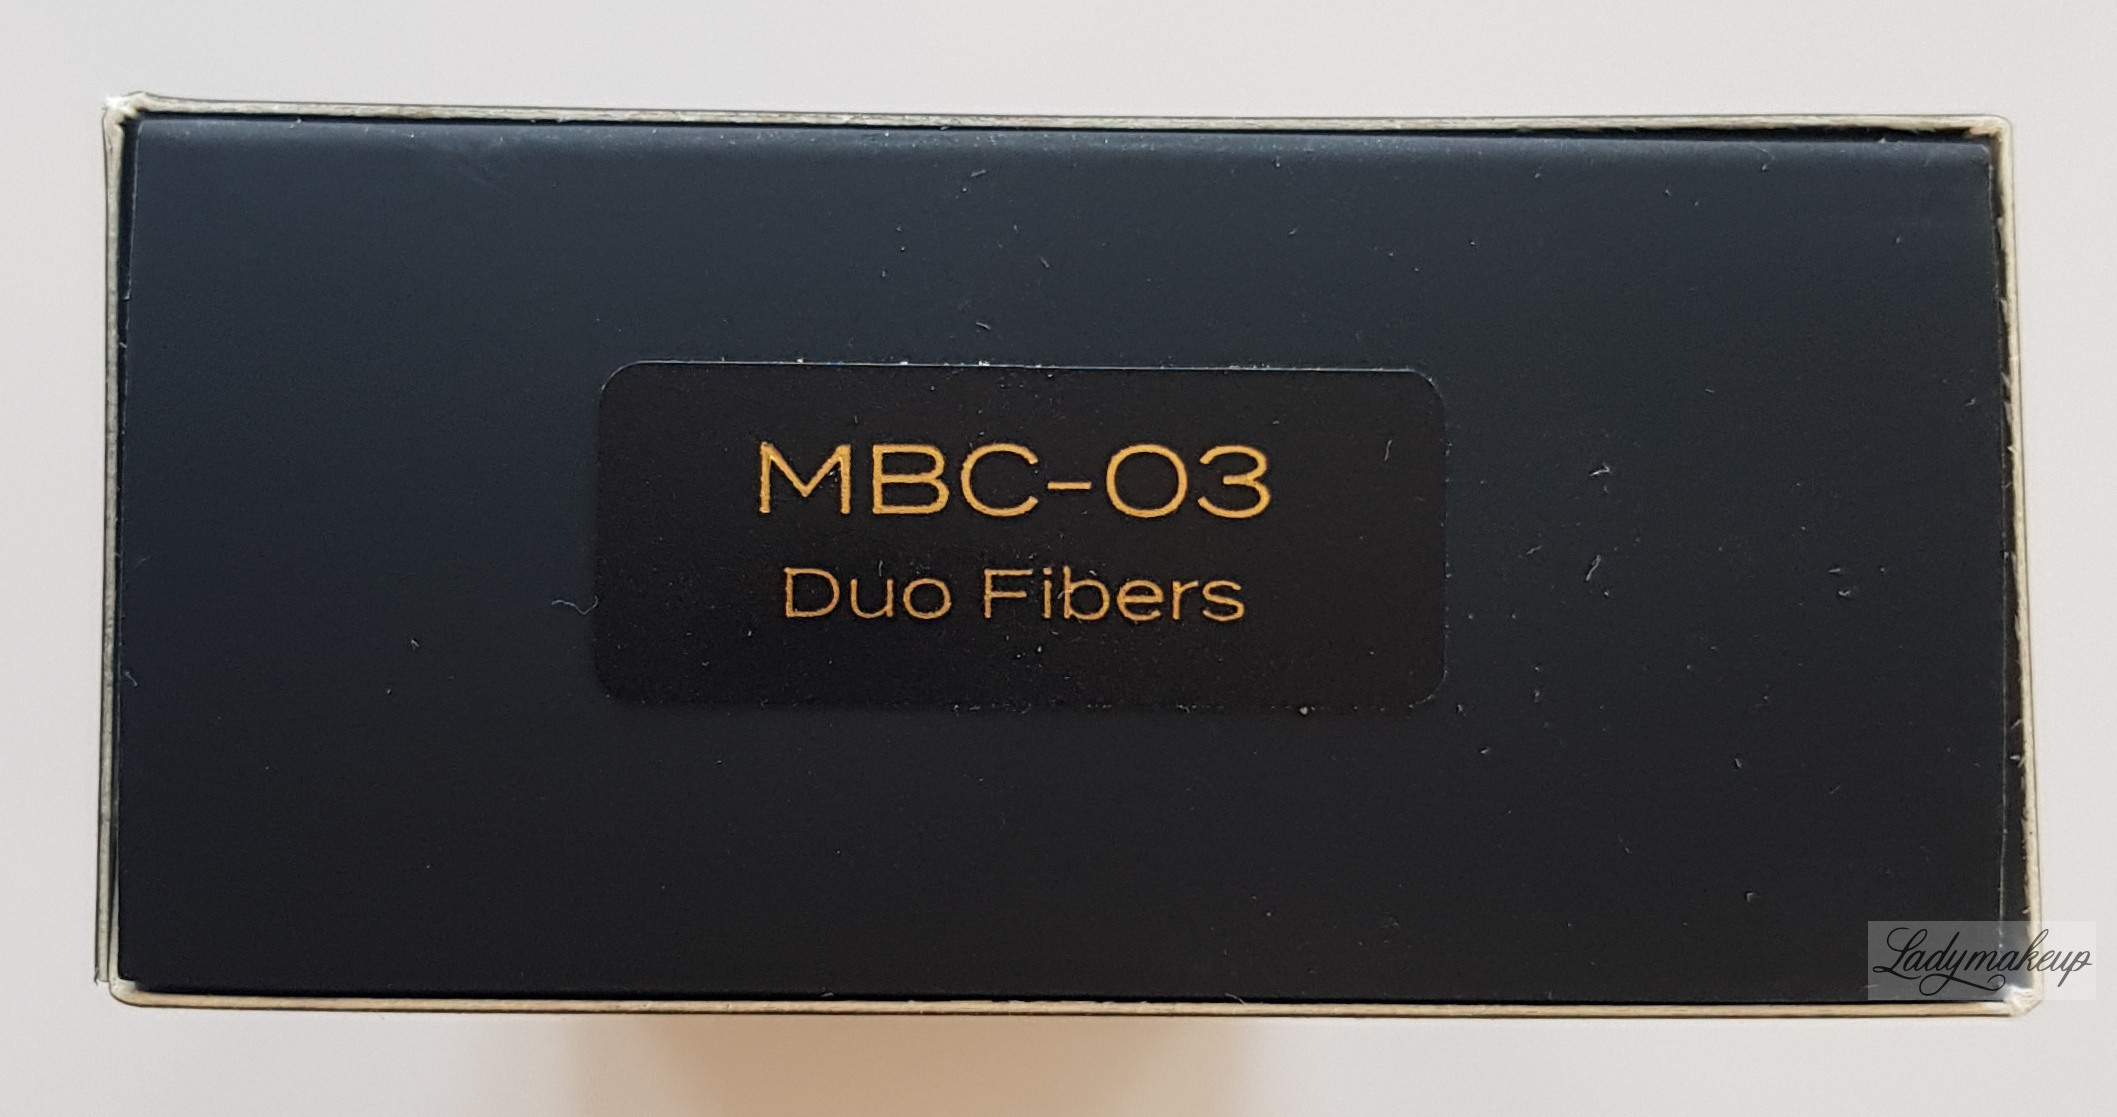 MBC-03
Duo Fibers
Ladymakeup